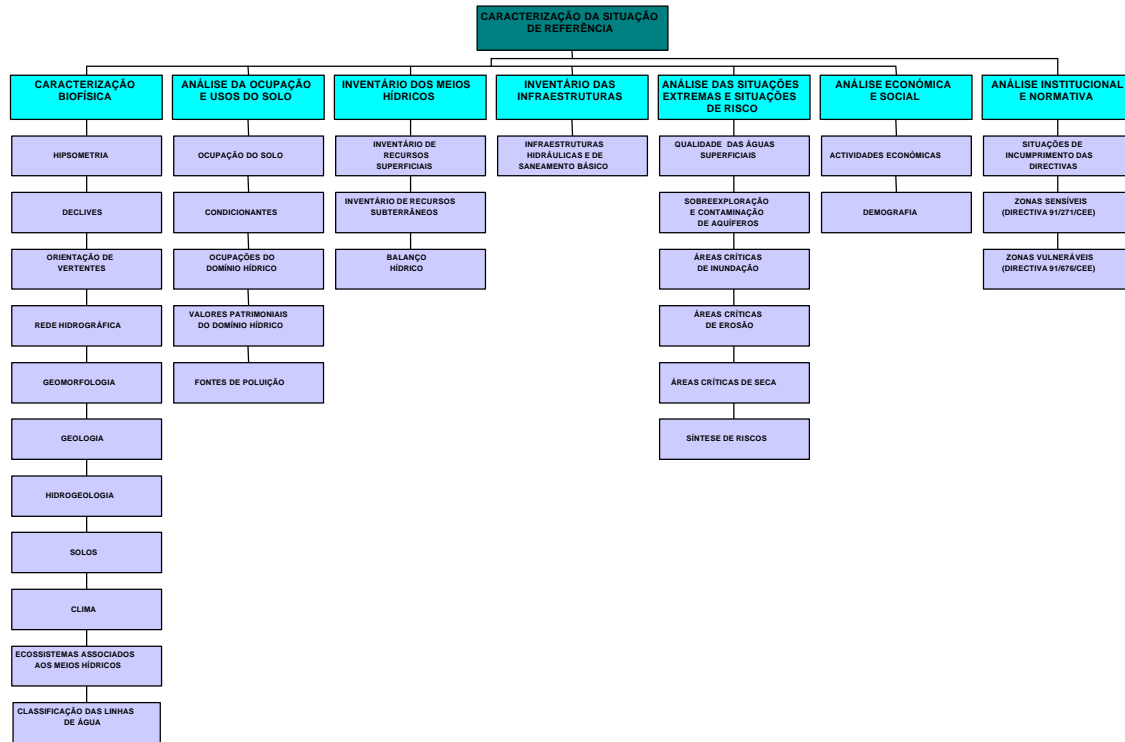 CARACTERIZAÇÃO DA SITUAÇÃO
DE REFERÊNCIA
CARACTERIZAÇÃO
BIOFÍSICA
HIPSOMETRIA
DECLIVES
ORIENTAÇÃO DE
VERTENTES
REDE HIDROGRÁFICA
GEOMORFOLOGIA
GEOLOGIA
HIDROGEOLOGIA
SOLOS
CLIMA
ECOSSISTEMAS ASSOCIADOS
AOS MEIOS HÍDRICOS
CLASSIFICAÇÃO DAS LINHAS
DE ÁGUA
ANÁLISE DA OCUPAÇÃO
E USOS DO SOLO
OCUPAÇÃO DO SOLO
CONDICIONANTES
OCUPAÇÕES DO
DOMÍNIO HÍDRICO
VALORES PATRIMONIAIS
DO DOMÍNIO HÍDRICO
FONTES DE POLUIÇÃO
INVENTÁRIO DOS MEIOS
HÍDRICOS
INVENTÁRIO DE
RECURSOS
SUPERFICIAIS
INVENTÁRIO DE RECURSOS
SUBTERRÂNEOS
BALANÇO
HÍDRICO
INVENTÁRIO DAS
INFRAESTRUTURAS
INFRAESTRUTURAS
HIDRÁULICAS E DE
SANEAMENTO BÁSICO
ANÁLISE DAS SITUAÇÕES
EXTREMAS E SITUAÇÕES
DE RISCO
QUALIDADE DAS ÁGUAS
SUPERFICIAIS
SOBREEXPLORAÇÃO
E CONTAMINAÇÃO
DE AQUÍFEROS
ÁREAS CRÍTICAS
DE INUNDAÇÃO
ÁREAS CRÍTICAS
DE EROSÃO
ÁREAS CRÍTICAS DE SECA
SÍNTESE DE RISCOS
ANÁLISE ECONÓMICA
E SOCIAL
ACTIVIDADES ECONÓMICAS
DEMOGRAFIA
ANÁLISE INSTITUCIONAL
E NORMATIVA
SITUAÇÕES DE
INCUMPRIMENTO DAS
DIRECTIVAS
ZONAS SENSÍVEIS
(DIRECTIVA 91/271/CEE)
ZONAS VULNERÁVEIS
(DIRECTIVA 91/676/CEE)